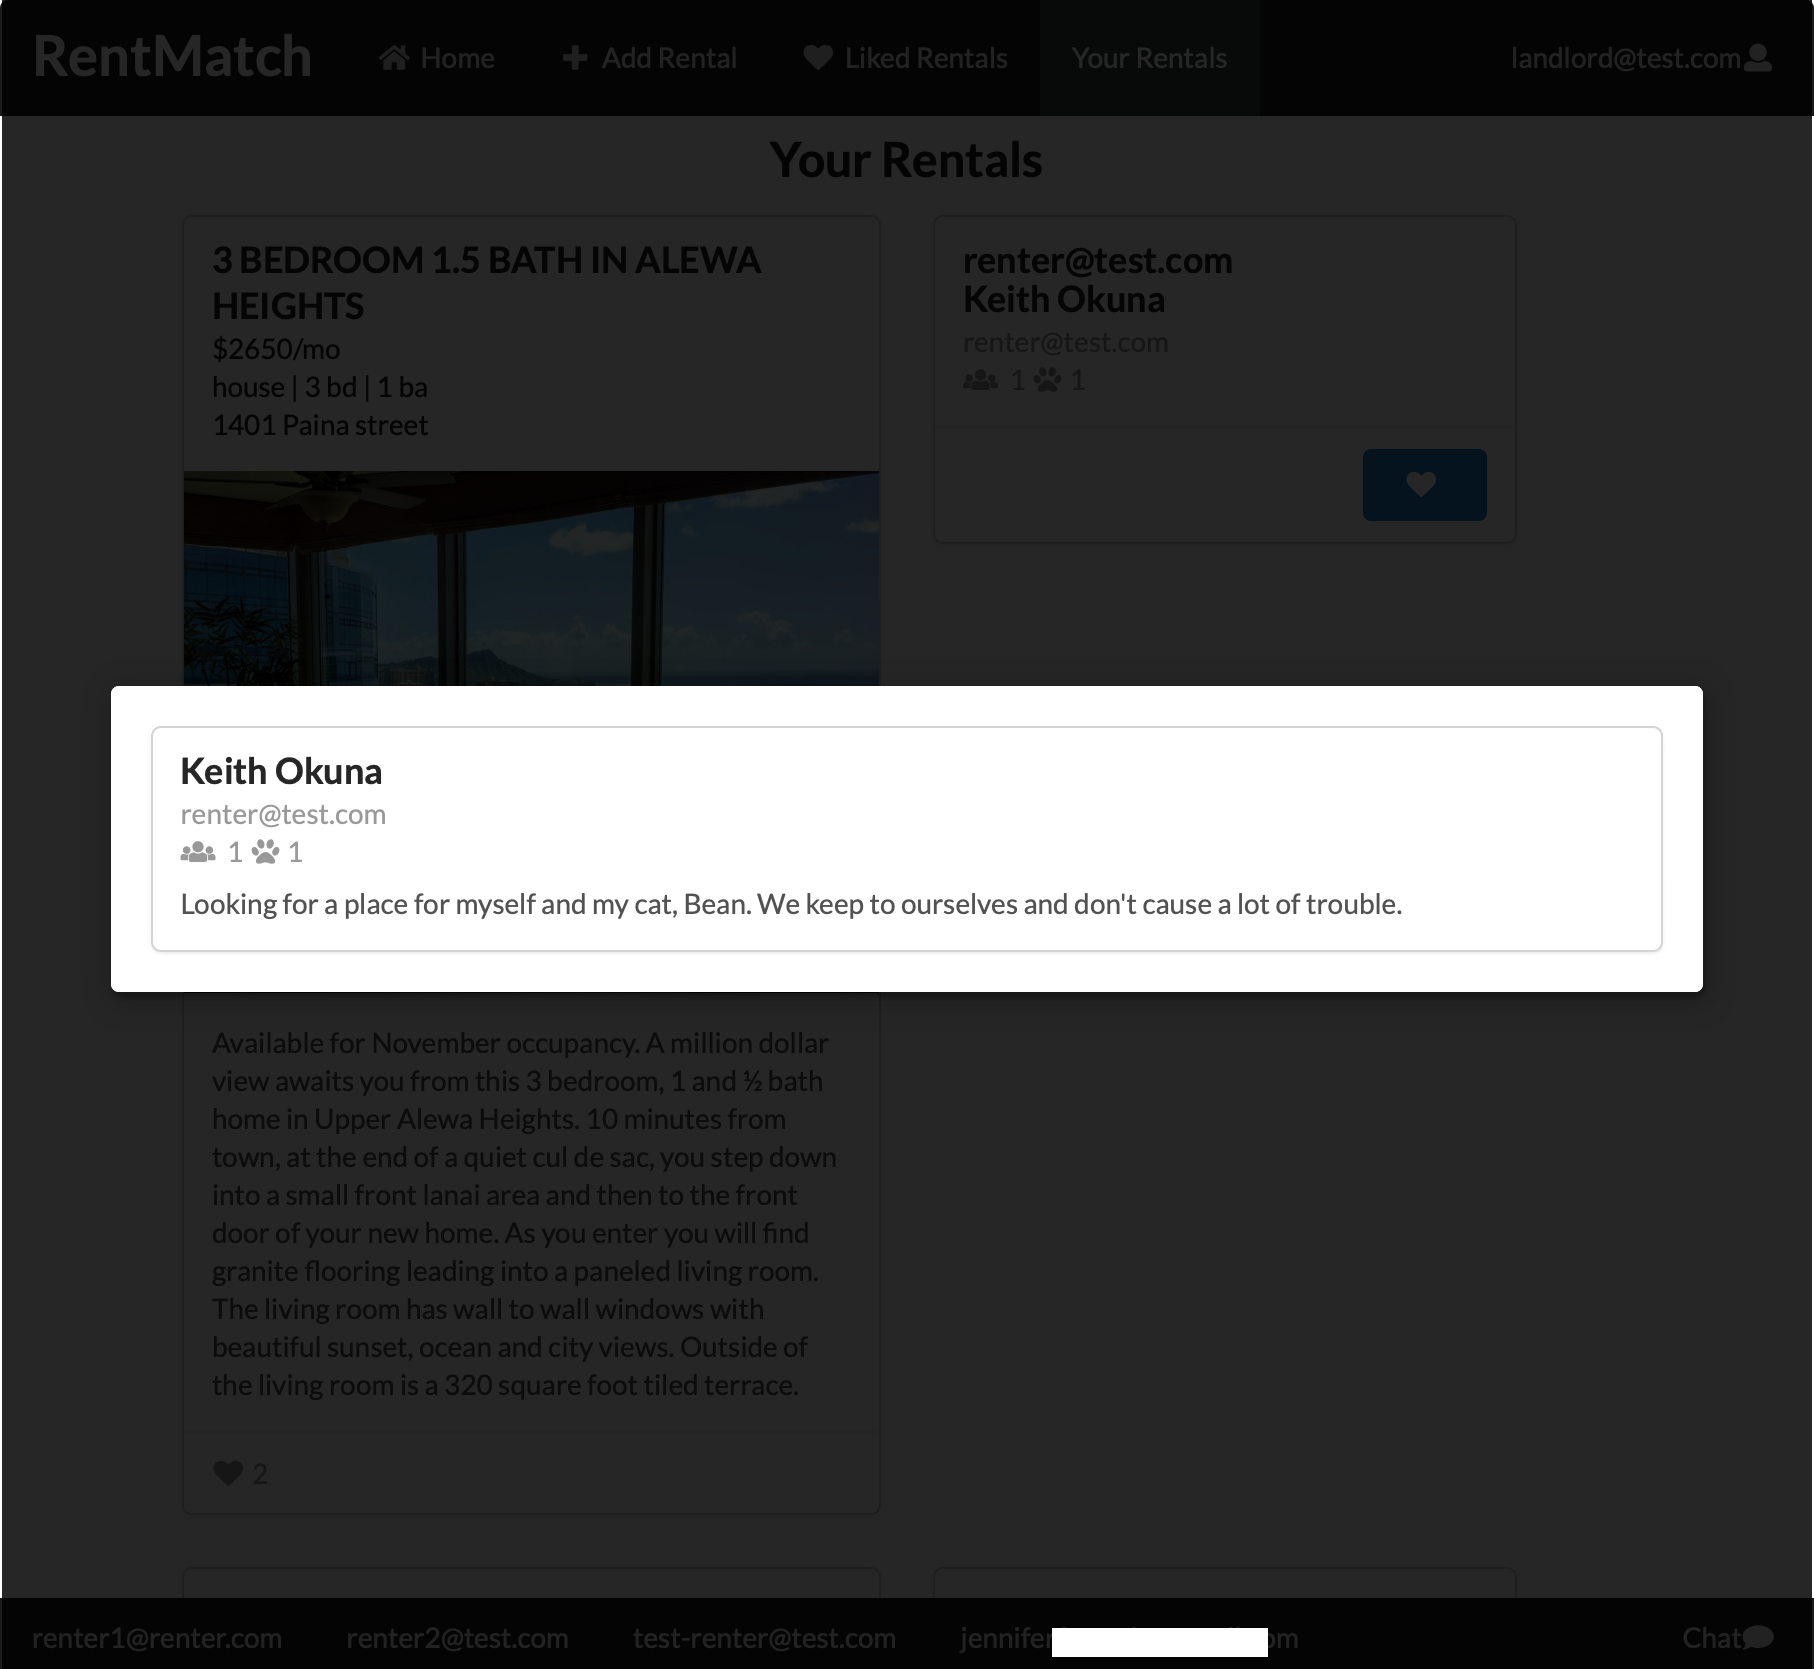 RentMatch Home Add Rental Liked Rentals Your Rentals landlord@test.com
Your Rentals
3 BEDROOM 1.5 BATH IN ALEWA
HEIGHTS
$2650/mo
house | 3 bd | 1 ba
1401 Paina street
renter@test.com
Keith Okuna
renter@test.com
1 1
Keith Okuna
renter@test.com
1 1
Looking for a place for myself and my cat, Bean. We keep to ourselves and don't cause a lot of trouble.
Available for November occupancy. A million dollar
view awaits you from this 3 bedroom, 1 and ½ bath
home in Upper Alewa Heights. 10 minutes from
town, at the end of a quiet cul de sac, you step down
into a small front lanai area and then to the front
door of your new home. As you enter you will find
granite flooring leading into a paneled living room.
The living room has wall to wall windows with
beautiful sunset, ocean and city views. Outside of
the living room is a 320 square foot tiled terrace.
2
renter1@renter.com renter2@test.com test-renter@test.com jennifer Chat